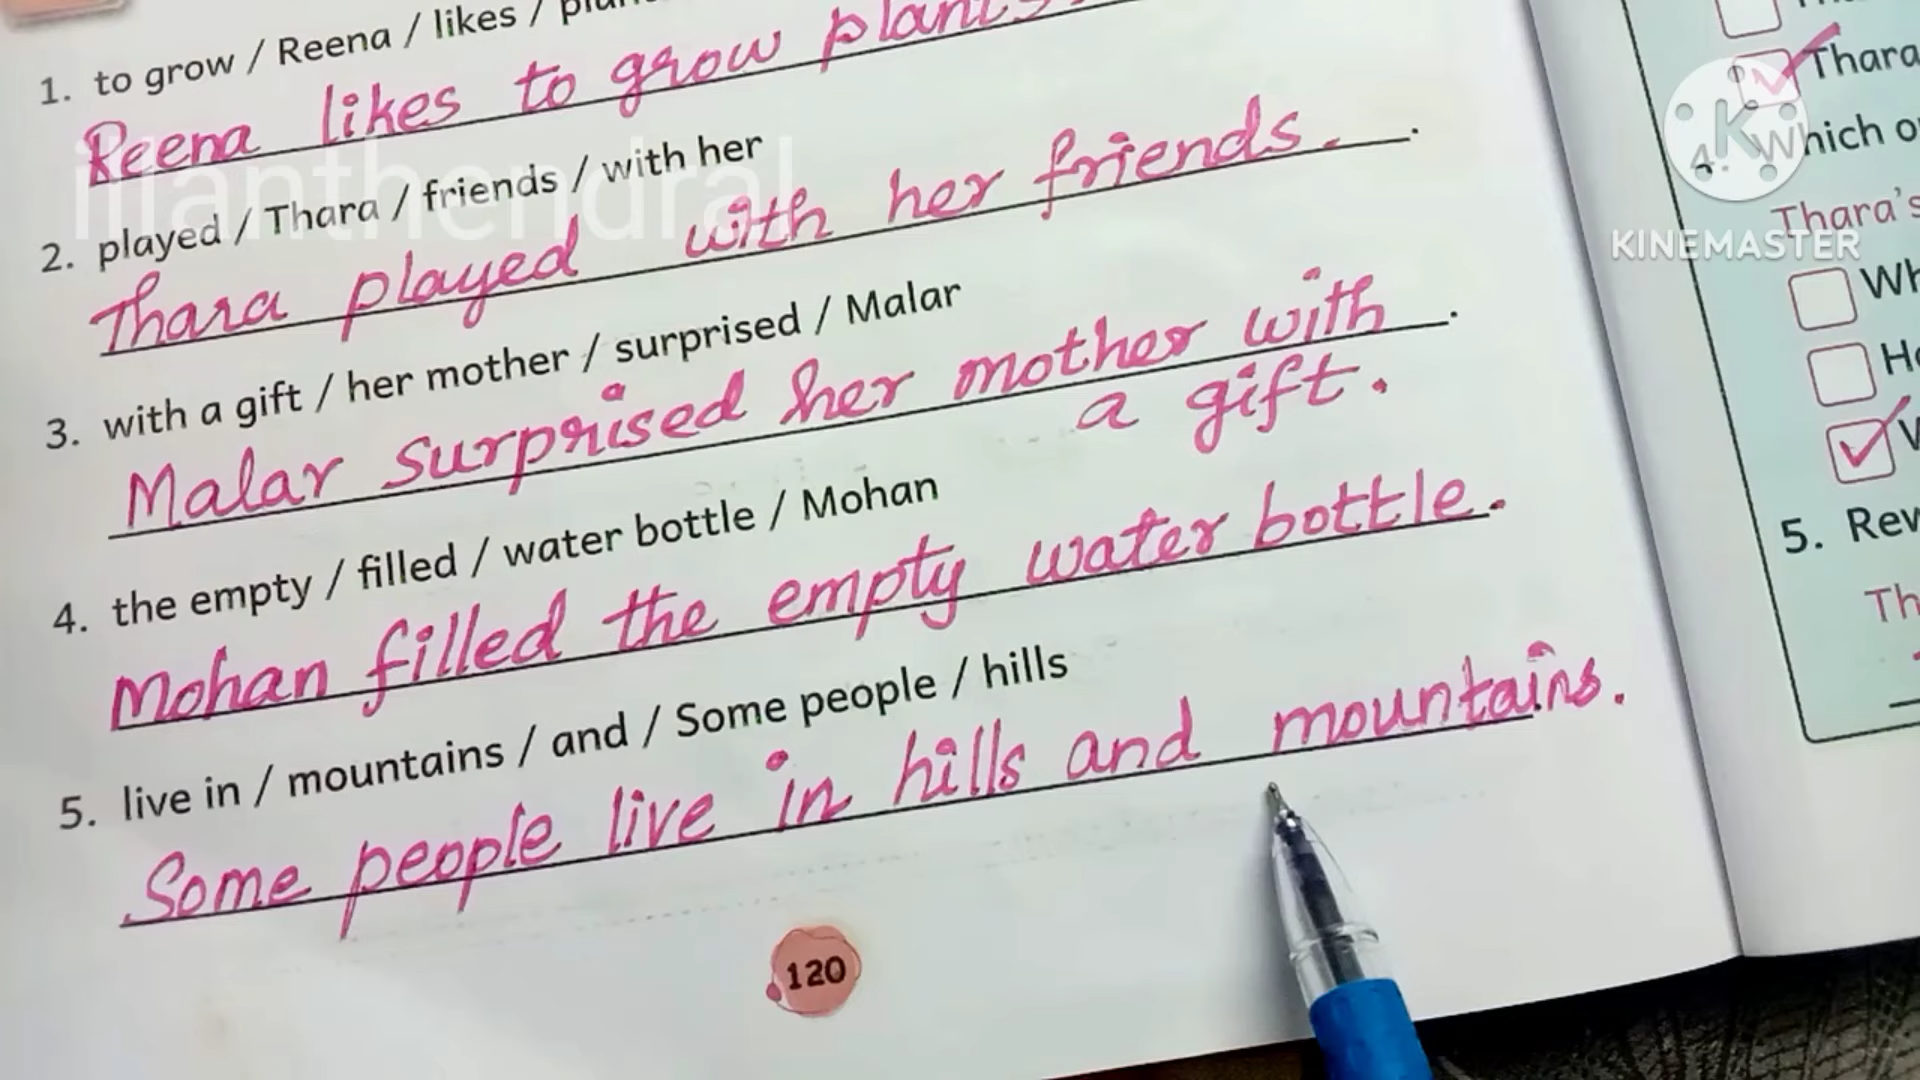 1. to grow / Reena / likes /
Reena likes to grow plants
2. played / Thara / friends / with her
Thara played with her friends.
3. with a gift / her mother / surprised / Malar
Malar surprised her mother with
a gift.
4. the empty / filled / water bottle / Mohan
Mohan filled the empty water bottle.
5. live in / mountains / and / Some people / hills
Some people live in hills and mountains.
120
Thara
4. Which
Thara's
5.
K
KINEMASTER